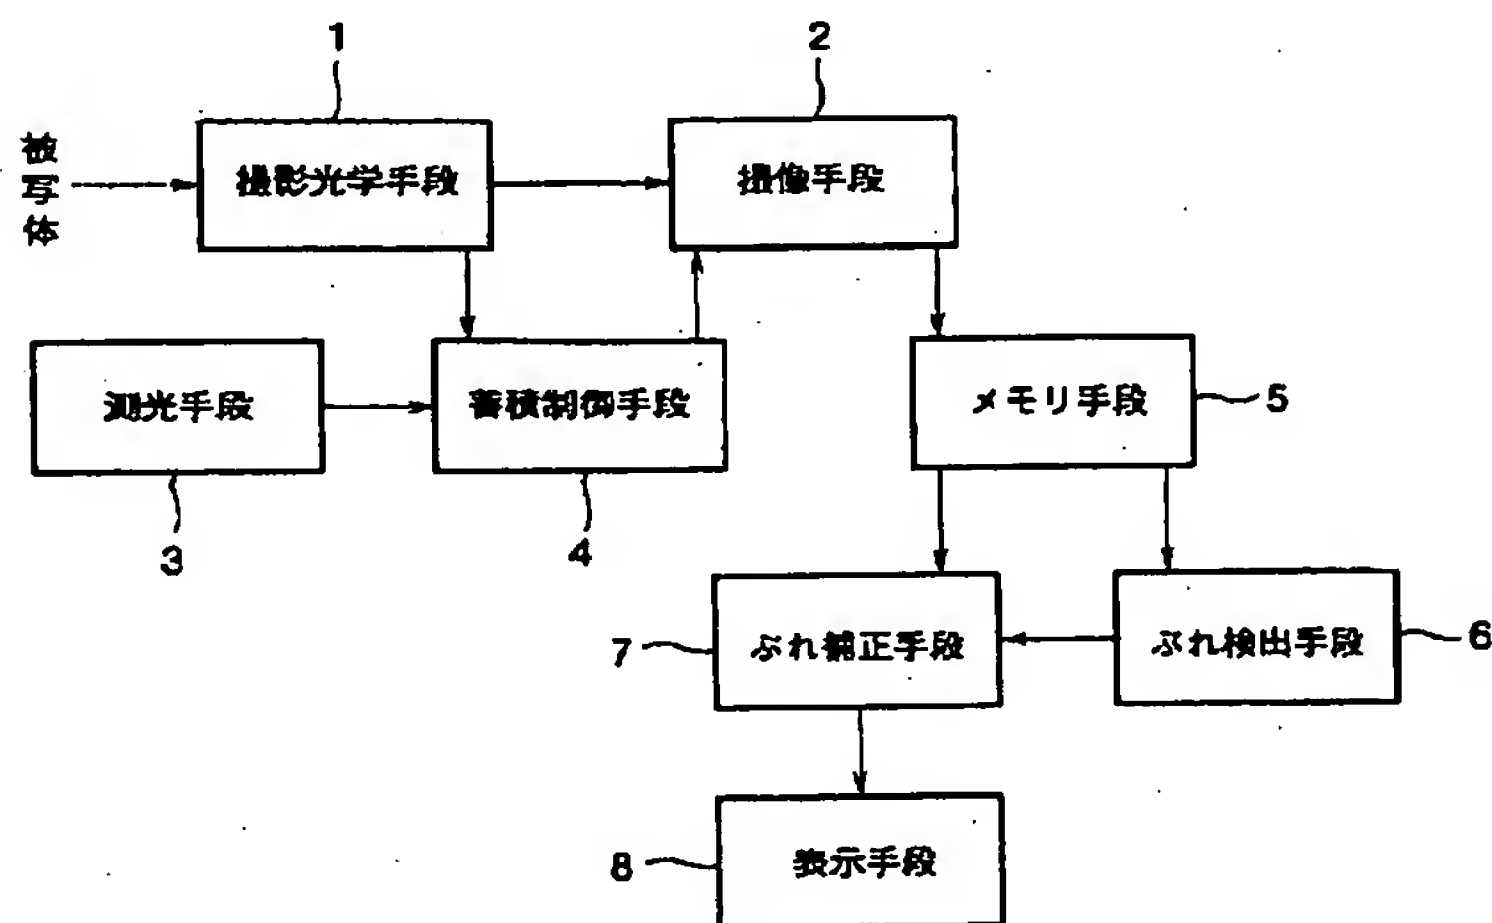 1
2
被写体
撮影光学手段
撮像手段
測光手段
蓄積制御手段
メモリ手段
5
3
4
7
ぶれ補正手段
ぶれ検出手段
6
8
表示手段